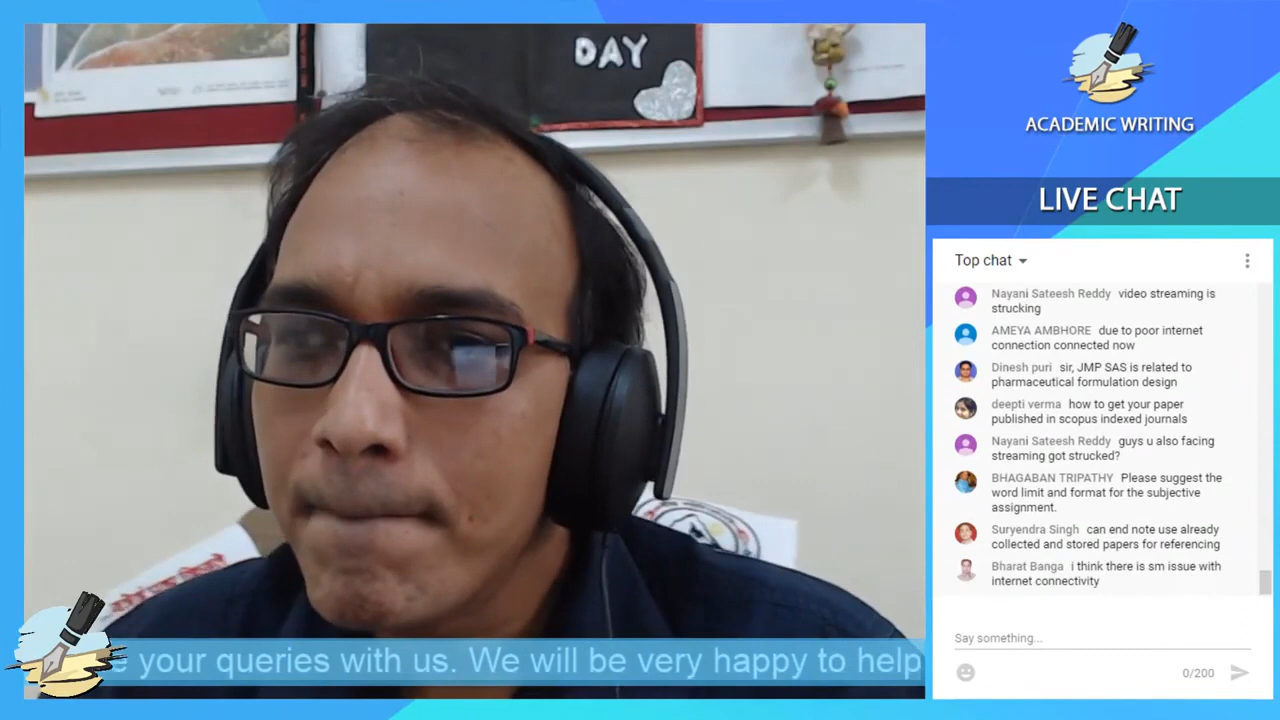 DAY
e your queries with us. We will be very happy to help
ACADEMIC WRITING
LIVE CHAT
Top chat
Nayani Sateesh Reddy video streaming is
strucking
AMEYA AMBHORE due to poor internet
connection connected now
Dinesh puri sir, JMP SAS is related to
pharmaceutical formulation design
deepti verma how to get your paper
published in scopus indexed journals
Nayani Sateesh Reddy guys u also facing
streaming got strucked?
BHAGABAN TRIPATHY Please suggest the
word limit and format for the subjective
assignment.
Suryendra Singh can end note use already
collected and stored papers for referencing
Bharat Banga i think there is sm issue with
internet connectivity
Say something...
0/200